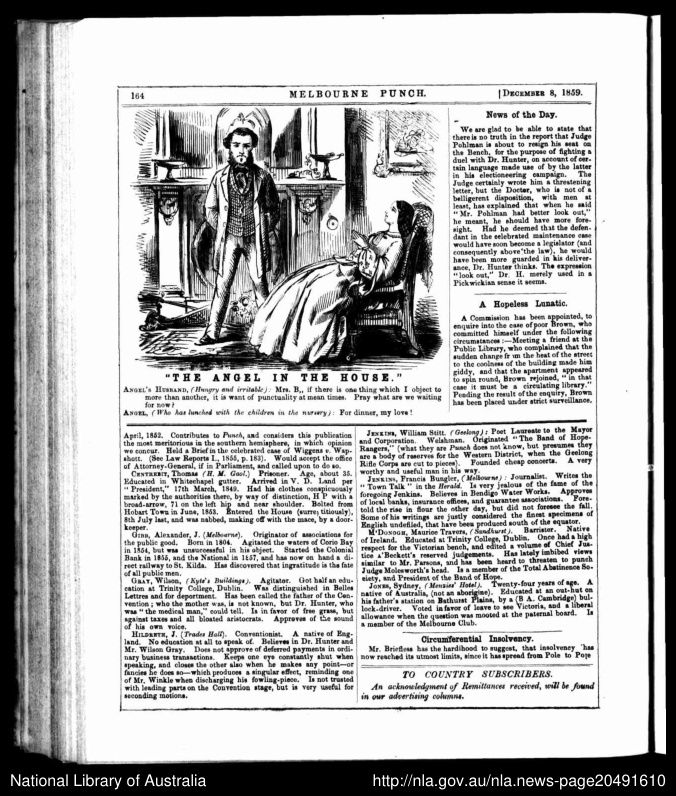 164
MELBOURNE PUNCH.
[DECEMBER 8, 1859.
"THE ANGEL IN THE HOUSE."
ANGEL'S HUSBAND, (Hungry and irritable): MRS. B., if there is one thing which I object to
more than another, it is want of punctuality at mean times. Pray what are we waiting
for now?
ANGEL, (Who has lunched with the children in the nursery): For dinner, my love!
News of the Day.
We are glad to be able to state that
there is no truth in the report that Judge
Pohlman is about to resign his seat on
the Bench, for the purpose of fighting a
duel with Dr. Hunter, on account of cer-
tain language made use of by the latter
in his electioneering campaign. The
Judge certainly wrote him a threatening
letter, but the Doctor, who is not of a
belligerent disposition, with men at
least, has explained that when he said
"Mr. Pohlman had better look out,"
he meant, he should have more fore-
sight. Had he deemed that the defen-
dant in the celebrated maintenance case
would have soon become a legislator (and
consequently above the law), he would
have been more guarded in his deliver-
ance, Dr. Hunter thinks. The expression
"look out," Dr. H. merely used in a
Pickwickian sense it seems.
A Hopeless Lunatic.
A Commission has been appointed, to
enquire into the case of poor Brown, who
committed himself under the following
circumstances:—Meeting a friend at the
Public Library, who complained that the
sudden change from the heat of the street
to the coolness of the building made him
giddy, and that the apartment appeared
to spin round, Brown rejoined, "in that
case it must be a circulating library."
Pending the result of the enquiry, Brown
has been placed under strict surveillance.
April, 1852. Contributes to Punch, and considers this publication
the most meritorious in the southern hemisphere, in which opinion
we concur. Held a Brief in the celebrated case of Wiggens v. Wap-
shott. (See Law Reports I., 1855, p. 183). Would accept the office
of Attorney-General, if in Parliament, and called upon to do so.
CENTREBIT, Thomas (H. M. Gaol.) Prisoner. Age, about 35.
Educated in Whitechapel gutter. Arrived in V. D. Land per
"President," 17th March, 1849. Had his clothes conspicuously
marked by the authorities there, by way of distinction, H P with a
broad-arrow, 71 on the left hip and near shoulder. Bolted from
Hobart Town in June, 1853. Entered the House (surreptitiously),
8th July last, and was nabbed, making off with the mace, by a door-
keeper.
GIBB, Alexander, J. (Melbourne). Originator of associations for
the public good. Born in 1804. Agitated the waters of Corio Bay
in 1854, but was unsuccessful in his object. Started the Colonial
Bank in 1855, and the National in 1857, and has now on hand a di-
rect railway to St. Kilda. Has discovered that ingratitude is the fate
of all public men.
GRAY, Wilson, (Kyte's Buildings). Agitator. Got half an edu-
cation at Trinity College, Dublin. Was distinguished in Belles
Lettres and for deportment. Has been called the father of the Con-
vention; who the mother was, is not known, but Dr. Hunter, who
was "the medical man," could tell. Is in favor of free grass, but
against taxes and all bloated aristocrats. Approves of the sound
of his own voice.
HILDRETH, J. (Trades Hall). Conventionist. A native of Eng-
land. No education at all to speak of. Believes in Dr. Hunter and
Mr. Wilson Gray. Does not approve of deferred payments in ordi-
nary business transactions. Keeps one eye constantly shut when
speaking, and closes the other also when he makes any point—or
fancies he does so—which produces a singular effect, reminding one
of Mr. Winkle when discharging his fowling-piece. Is not trusted
with leading parts on the Convention stage, but is very useful for
seconding motions.
JENKINS, William Stitt. (Geelong): Poet Laureate to the Mayor
and Corporation. Welshman. Originated "The Band of Hope-
Rangers," (what they are Punch does not know, but presumes they
are a body of reserves for the Western District, when the Geelong
Rifle Corps are cut to pieces). Founded cheap concerts. A very
worthy and useful man in his way.
JENKINS, Francis Bungler, (Melbourne): Journalist. Writes the
"Town Talk" in the Herald. Is very jealous of the fame of the
foregoing Jenkins. Believes in Bendigo Water Works. Approves
of local banks, insurance offices, and guarantee associations. Fore-
told the rise in flour the other day, but did not foresee the fall.
Some of his writings are justly considered the finest specimens of
English undefiled, that have been produced south of the equator.
M'DONOGH, Maurice Travers, (Sandhurst). Barrister. Native
of Ireland. Educated at Trinity College, Dublin. Once had a high
respect for the Victorian bench, and edited a volume of Chief Jus-
tice a'Beckett's reserved judgements. Has lately imbibed views
similar to Mr. Parsons, and has been heard to threaten to punch
Judge Molesworth's head. Is a member of the Total Abstinence So-
ciety, and President of the Band of Hope.
JONES, Sydney, (Menzies' Hotel). Twenty-four years of age. A
native of Australia, (not an aborigine). Educated at an out-hut on
his father's station on Bathurst Plains, by a (B A. Cambridge) bul-
lock-driver. Voted in favor of leave to see Victoria, and a liberal
allowance when the question was mooted at the paternal board. Is
a member of the Melbourne Club.
Circumferential Insolvency.
Mr. Briefless has the hardihood to suggest, that insolvency has
now reached its utmost limits, since it has spread from Pole to Pole
TO COUNTRY SUBSCRIBERS.
An acknowledgment of Remittances received, will be found
in our advertising columns.
National Library of Australia
http://nla.gov.au/nla.news-page20491610